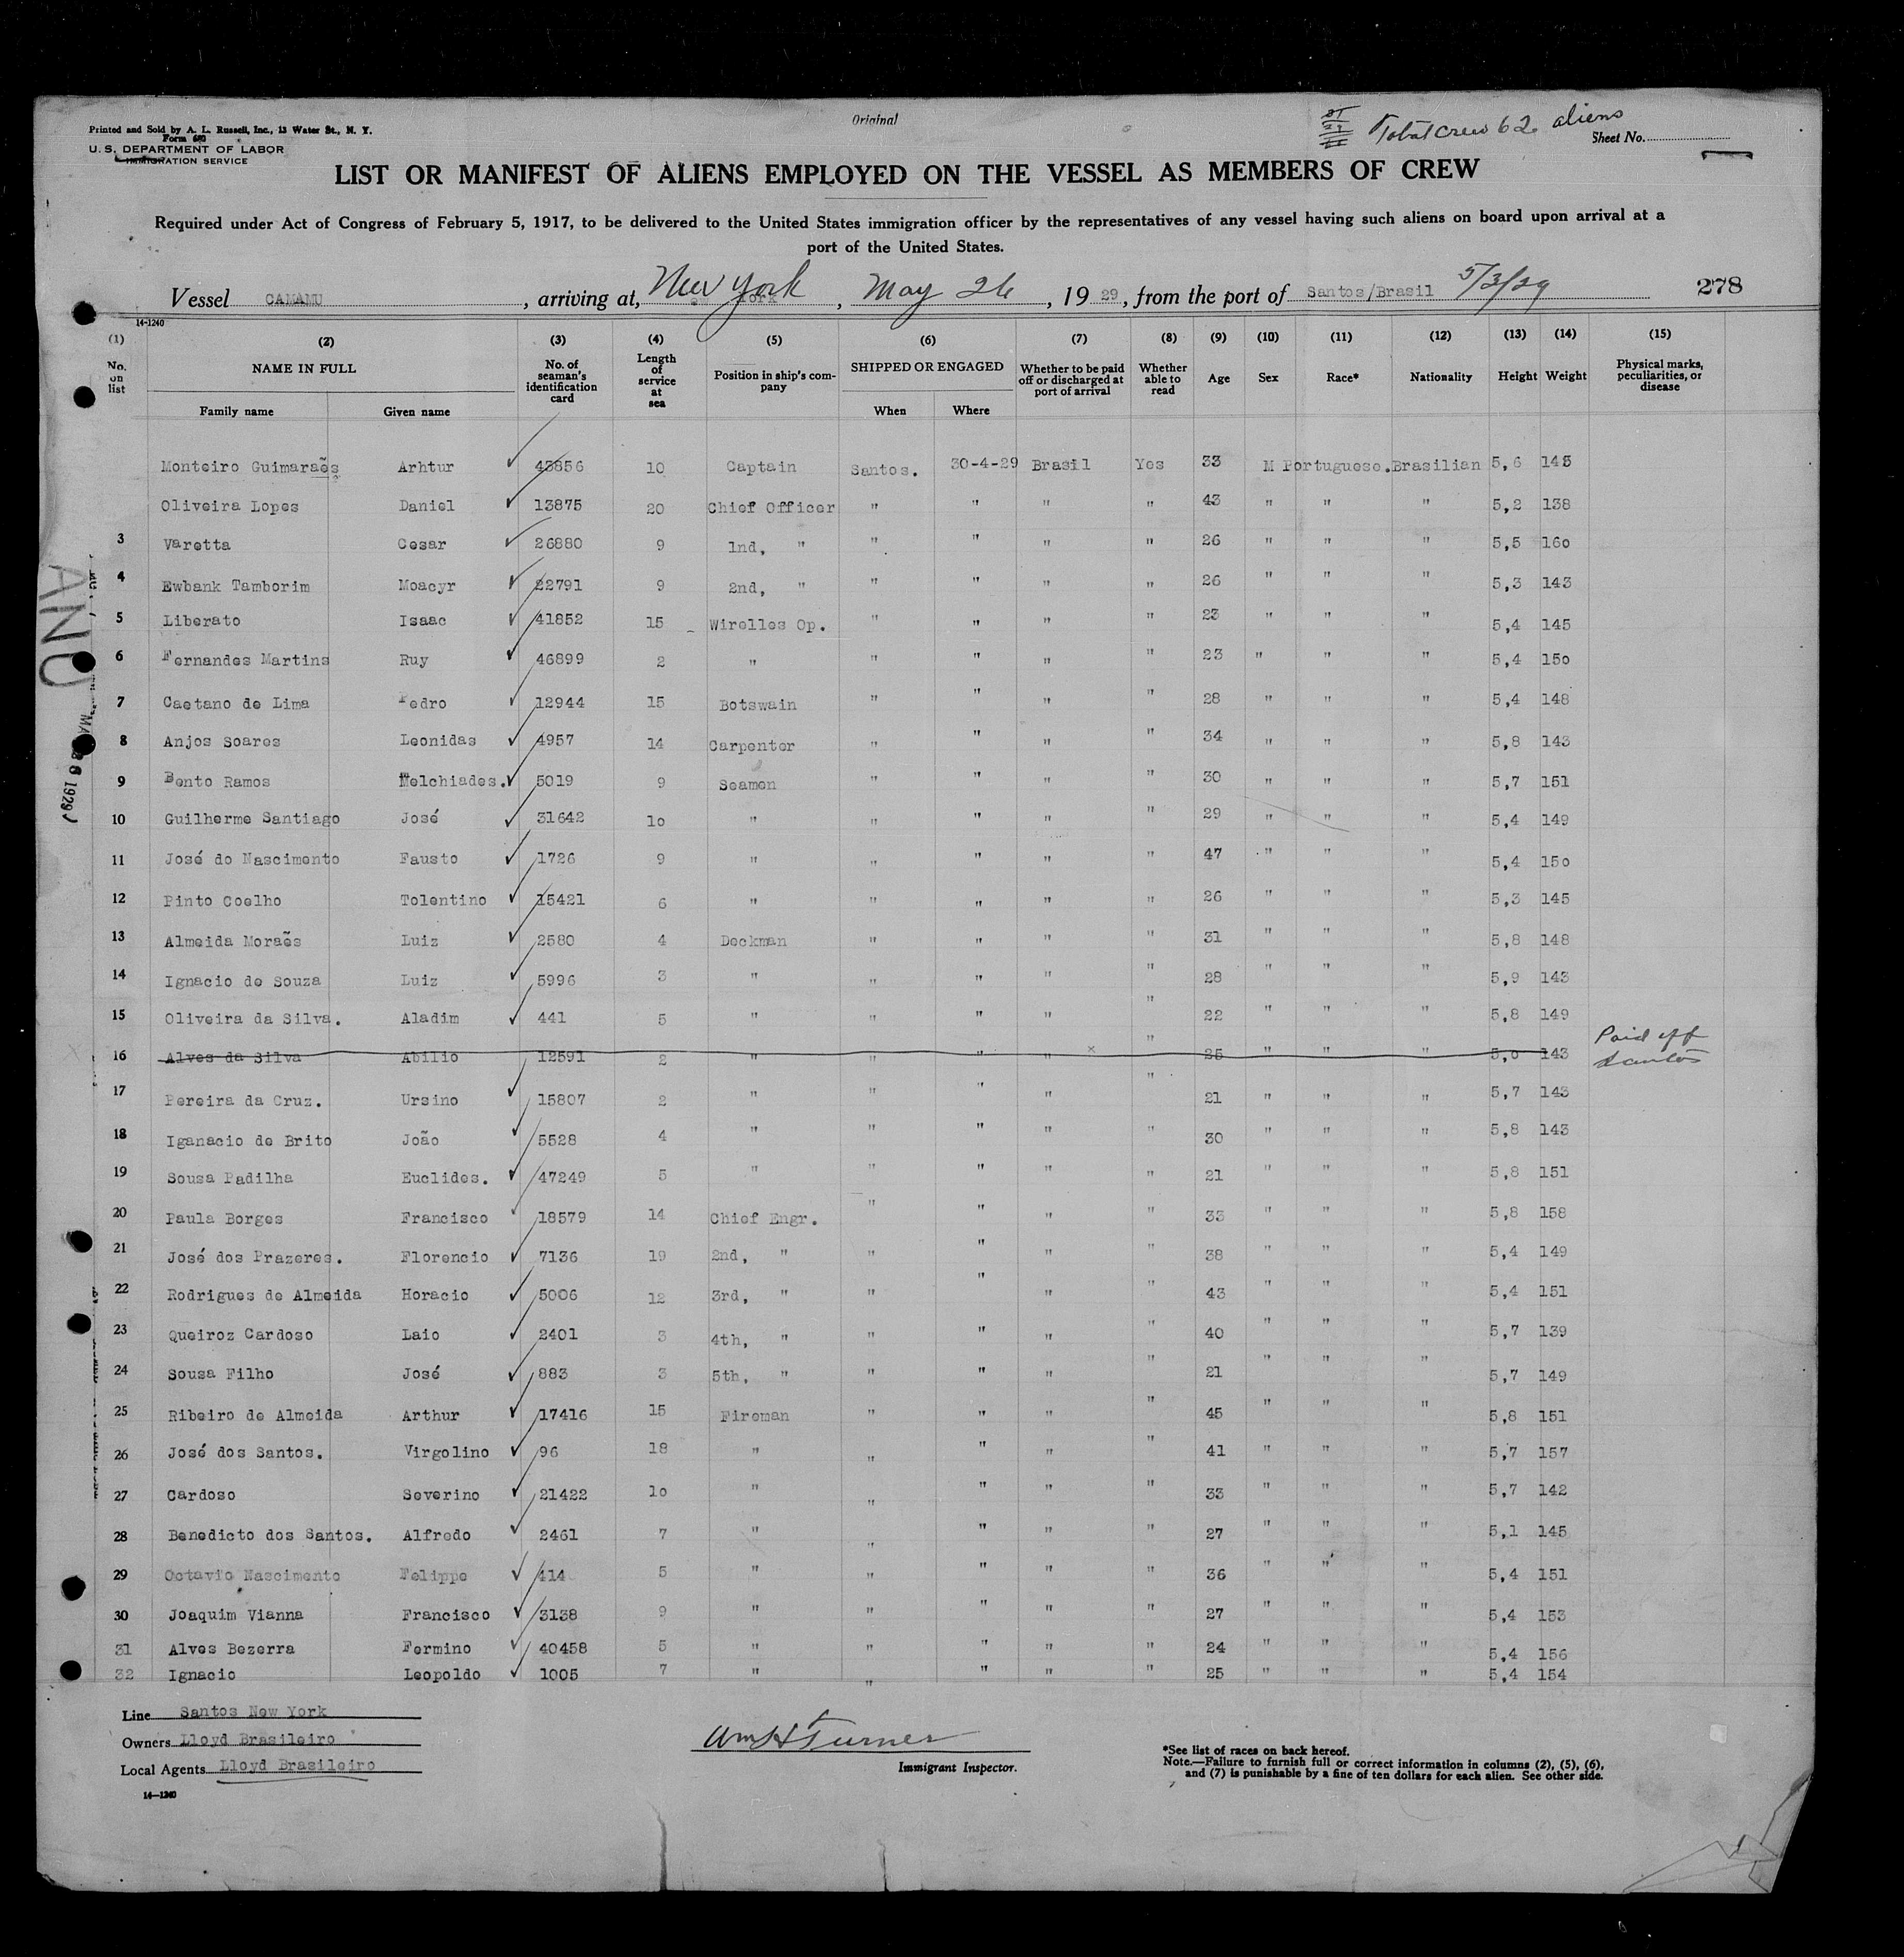 Printed and Sold by A. L. Russell, Inc., 13 Water St., N. Y.
Form 680
U. S. DEPARTMENT OF LABOR
IMMIGRATION SERVICE
Original
Total crew 62 aliens
Sheet No.
LIST OR MANIFEST OF ALIENS EMPLOYED ON THE VESSEL AS MEMBERS OF CREW
Required under Act of Congress of February 5, 1917, to be delivered to the United States immigration officer by the representatives of any vessel having such aliens on board upon arrival at a
port of the United States.
Vessel CAMAMU , arriving at, New York , May 26 , 19 29 , from the port of Santos/Brasil 5/3/29 278
14-1240
(1) (2) (3) (4) (5) (6) (7) (8) (9) (10) (11) (12) (13) (14) (15)
No. on list NAME IN FULL Family name Given name No. of seaman's identification card Length of service at sea Position in ship's company SHIPPED OR ENGAGED When Where Whether to be paid off or discharged at port of arrival Whether able to read Age Sex Race* Nationality Height Weight Physical marks, peculiarities, or disease
Monteiro Guimaraẽs Arhtur 43856 10 Captain Santos. 30-4-29 Brasil Yes 33 M Portuguese. Brasilian 5,6 145
Oliveira Lopes Daniel 13875 20 Chief Officer " " " " 43 " " " 5,2 138
3 Varetta Cesar 26880 9 1nd, " " " " " 26 " " " 5,5 160
4 Ewbank Tamborim Moacyr 22791 9 2nd, " " " " " 26 " " " 5,3 143
5 Liberato Isaac 41852 15 Wirelles Op. " " " " 23 " " " 5,4 145
6 Fernandes Martins Ruy 46899 2 " " " " " 23 " " " 5,4 150
7 Caetano de Lima Pedro 12944 15 Botswain " " " " 28 " " " 5,4 148
8 Anjos Soares Leonidas 4957 14 Carpenter " " " " 34 " " " 5,8 143
9 Bento Ramos Melchiades. 5019 9 Seamen " " " " 30 " " " 5,7 151
10 Guilherme Santiago José 31642 10 " " " " " 29 " " " 5,4 149
11 José do Nascimento Fausto 1726 9 " " " " " 47 " " " 5,4 150
12 Pinto Coelho Tolentino 15421 6 " " " " " 26 " " " 5,3 145
13 Almeida Moraẽs Luiz 2580 4 Deckman " " " " 31 " " " 5,8 148
14 Ignacio de Souza Luiz 5996 3 " " " " " 28 " " " 5,9 143
15 Oliveira da Silva. Aladim 441 5 " " " " " 22 " " " 5,8 149
16 Alves da Silva Abilio 12591 2 " " " " " 25 " " " 5,0 143 Paid off Santos
17 Pereira da Cruz. Ursino 15807 2 " " " " " 21 " " " 5,7 143
18 Iganacio de Brito João 5528 4 " " " " " 30 " " " 5,8 143
19 Sousa Padilha Euclides. 47249 5 " " " " " 21 " " " 5,8 151
20 Paula Borges Francisco 18579 14 Chief Engr. " " " " 33 " " " 5,8 158
21 José dos Prazeres. Florencio 7136 19 2nd, " " " " " 38 " " " 5,4 149
22 Rodrigues de Almeida Horacio 5006 12 3rd, " " " " " 43 " " " 5,4 151
23 Queiroz Cardoso Laio 2401 3 4th, " " " " " 40 " " " 5,7 139
24 Sousa Filho José 883 3 5th, " " " " " 21 " " " 5,7 149
25 Ribeiro de Almeida Arthur 17416 15 Fireman " " " " 45 " " " 5,8 151
26 José dos Santos. Virgolino 96 18 " " " " " 41 " " " 5,7 157
27 Cardoso Severino 21422 10 " " " " " 33 " " " 5,7 142
28 Benedicto dos Santos. Alfredo 2461 7 " " " " " 27 " " " 5,1 145
29 Octavio Nascimento Felippe 414 5 " " " " " 36 " " " 5,4 151
30 Joaquim Vianna Francisco 3138 9 " " " " " 27 " " " 5,4 153
31 Alves Bezerra Fermino 40458 5 " " " " " 24 " " " 5,4 156
32 Ignacio Leopoldo 1005 7 " " " " " 25 " " " 5,4 154
Line Santos New York
Owners Lloyd Brasileiro
Local Agents Lloyd Brasileiro
14-1240
Wm H Turner
Immigrant Inspector.
*See list of races on back hereof.
Note.—Failure to furnish full or correct information in columns (2), (5), (6),
and (7) is punishable by a fine of ten dollars for each alien. See other side.